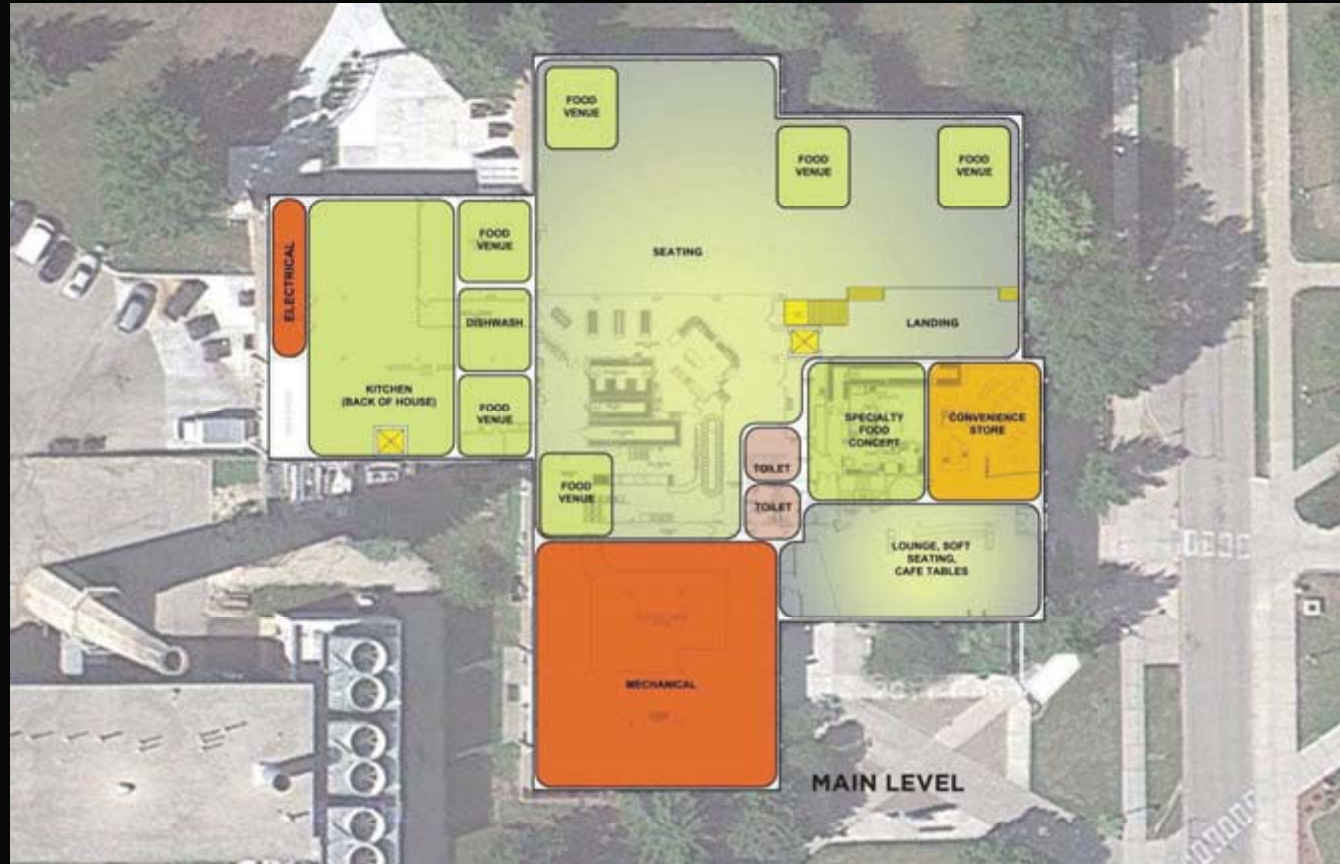 FOOD
VENUE
FOOD
VENUE
FOOD
VENUE
ELECTRICAL
FOOD
VENUE
SEATING
DISHWASH
LANDING
KITCHEN
(BACK OF HOUSE)
FOOD
VENUE
SPECIALTY
FOOD
CONCEPT
CONVENIENCE
STORE
TOILET
FOOD
VENUE
TOILET
LOUNGE, SOFT
SEATING,
CAFE TABLES
MECHANICAL
MAIN LEVEL